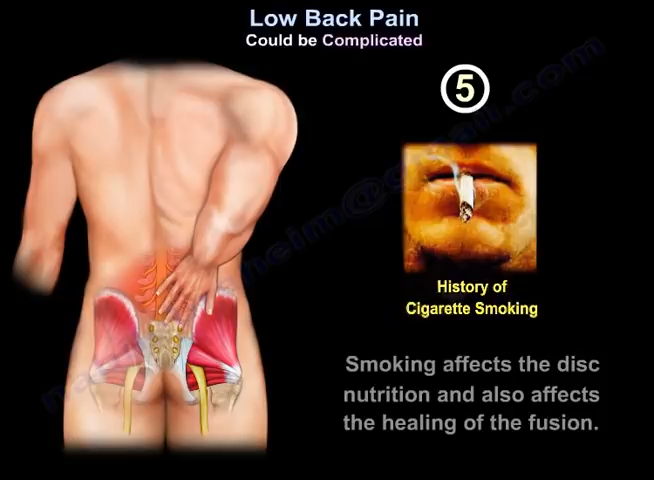 Low Back Pain
Could be Complicated
5
History of
Cigarette Smoking
Smoking affects the disc
nutrition and also affects
the healing of the fusion.